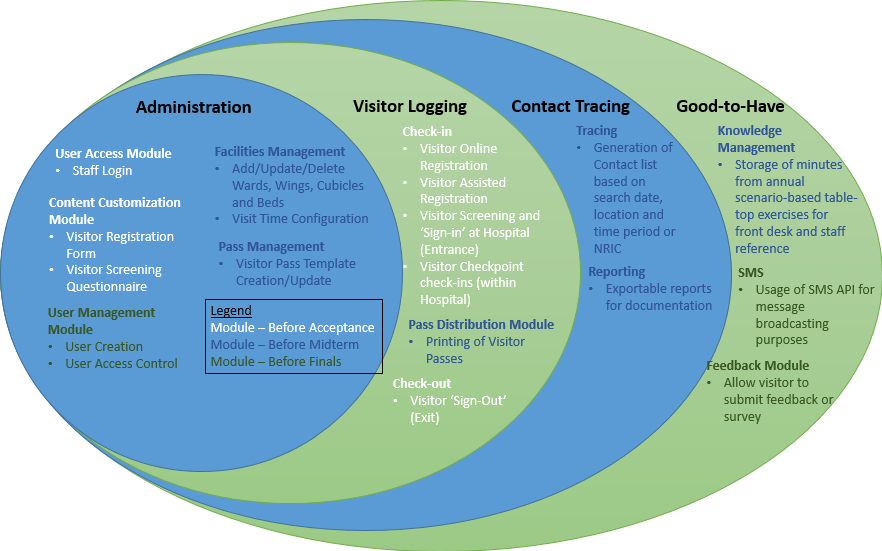 Administration
User Access Module
• Staff Login
Content Customization
Module
• Visitor Registration
Form
• Visitor Screening
Questionnaire
User Management
Module
• User Creation
• User Access Control
Facilities Management
• Add/Update/Delete
Wards, Wings, Cubicles
and Beds
• Visit Time Configuration
Pass Management
• Visitor Pass Template
Creation/Update
Legend
Module – Before Acceptance
Module – Before Midterm
Module – Before Finals
Visitor Logging
Check-in
• Visitor Online
Registration
• Visitor Assisted
Registration
• Visitor Screening and
‘Sign-in’ at Hospital
(Entrance)
• Visitor Checkpoint
check-ins (within
Hospital)
Pass Distribution Module
• Printing of Visitor
Passes
Check-out
• Visitor ‘Sign-Out’
(Exit)
Contact Tracing
Tracing
• Generation of
Contact list
based on
search date,
location and
time period or
NRIC
Reporting
• Exportable reports
for documentation
Good-to-Have
Knowledge
Management
• Storage of minutes
from annual
scenario-based table-
top exercises for
front desk and staff
reference
SMS
• Usage of SMS API for
message
broadcasting
purposes
Feedback Module
• Allow visitor to
submit feedback or
survey